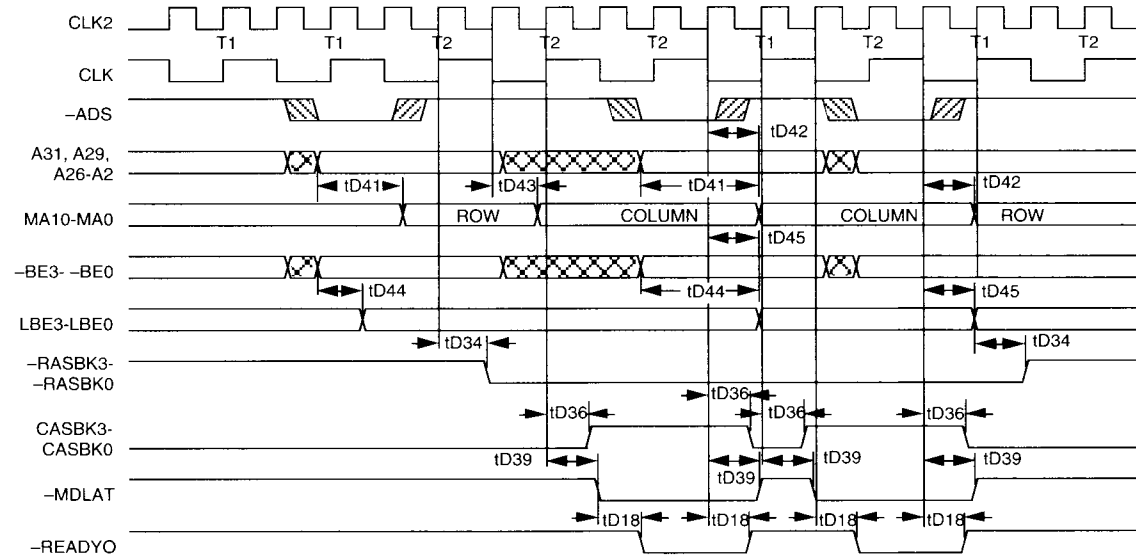 CLK2
T1 T1 T2 T2 T2 T1 T2 T1 T2
CLK
–ADS
tD42
A31, A29,
A26-A2
tD41 tD43 tD41 tD42
MA10-MA0 ROW COLUMN COLUMN ROW
tD45
–BE3- –BE0
tD44 tD44 tD45
LBE3-LBE0
tD34 tD34
–RASBK3-
–RASBK0
tD36 tD36 tD36 tD36
CASBK3-
CASBK0
tD39 tD39 tD39 tD39
–MDLAT
tD18 tD18 tD18 tD18
–READYO